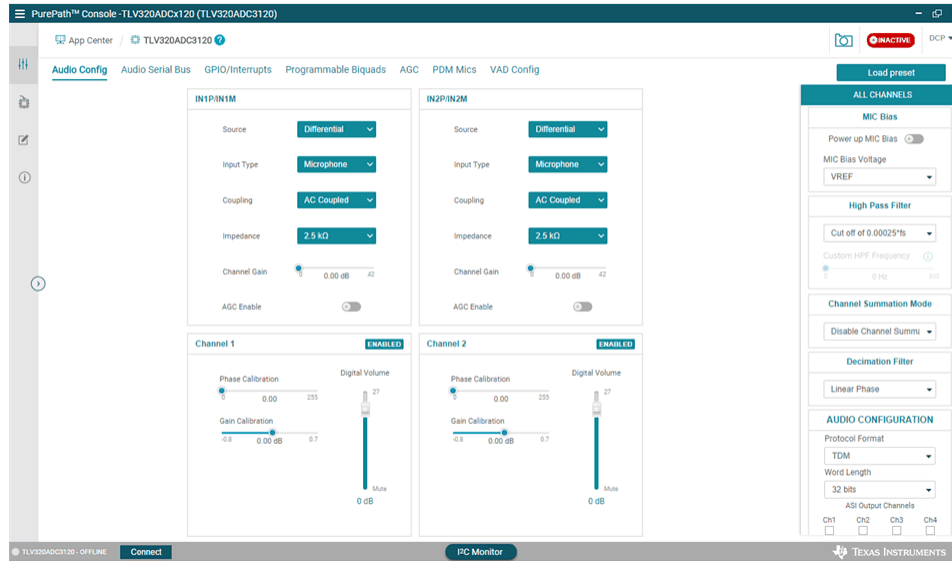 PurePath™ Console -TLV320ADCx120 (TLV320ADC3120)
App Center / TLV320ADC3120 ?
INACTIVE
DCP
Audio Config Audio Serial Bus GPIO/Interrupts Programmable Biquads AGC PDM Mics VAD Config
Load preset
IN1P/IN1M
Source Differential
Input Type Microphone
Coupling AC Coupled
Impedance 2.5 kΩ
Channel Gain
0 0.00 dB 42
AGC Enable
IN2P/IN2M
Source Differential
Input Type Microphone
Coupling AC Coupled
Impedance 2.5 kΩ
Channel Gain
0 0.00 dB 42
AGC Enable
Channel 1 ENABLED
Phase Calibration
0 0.00 255
Gain Calibration
-0.8 0.00 dB 0.7
Digital Volume
27
Mute
0 dB
Channel 2 ENABLED
Phase Calibration
0 0.00 255
Gain Calibration
-0.8 0.00 dB 0.7
Digital Volume
27
Mute
0 dB
ALL CHANNELS
MIC Bias
Power up MIC Bias
MIC Bias Voltage
VREF
High Pass Filter
Cut off of 0.00025*fs
Custom HPF Frequency
0 Hz
Channel Summation Mode
Disable Channel Summa
Decimation Filter
Linear Phase
AUDIO CONFIGURATION
Protocol Format
TDM
Word Length
32 bits
ASI Output Channels
Ch1 Ch2 Ch3 Ch4
TLV320ADC3120 - OFFLINE
Connect
I²C Monitor
TEXAS INSTRUMENTS